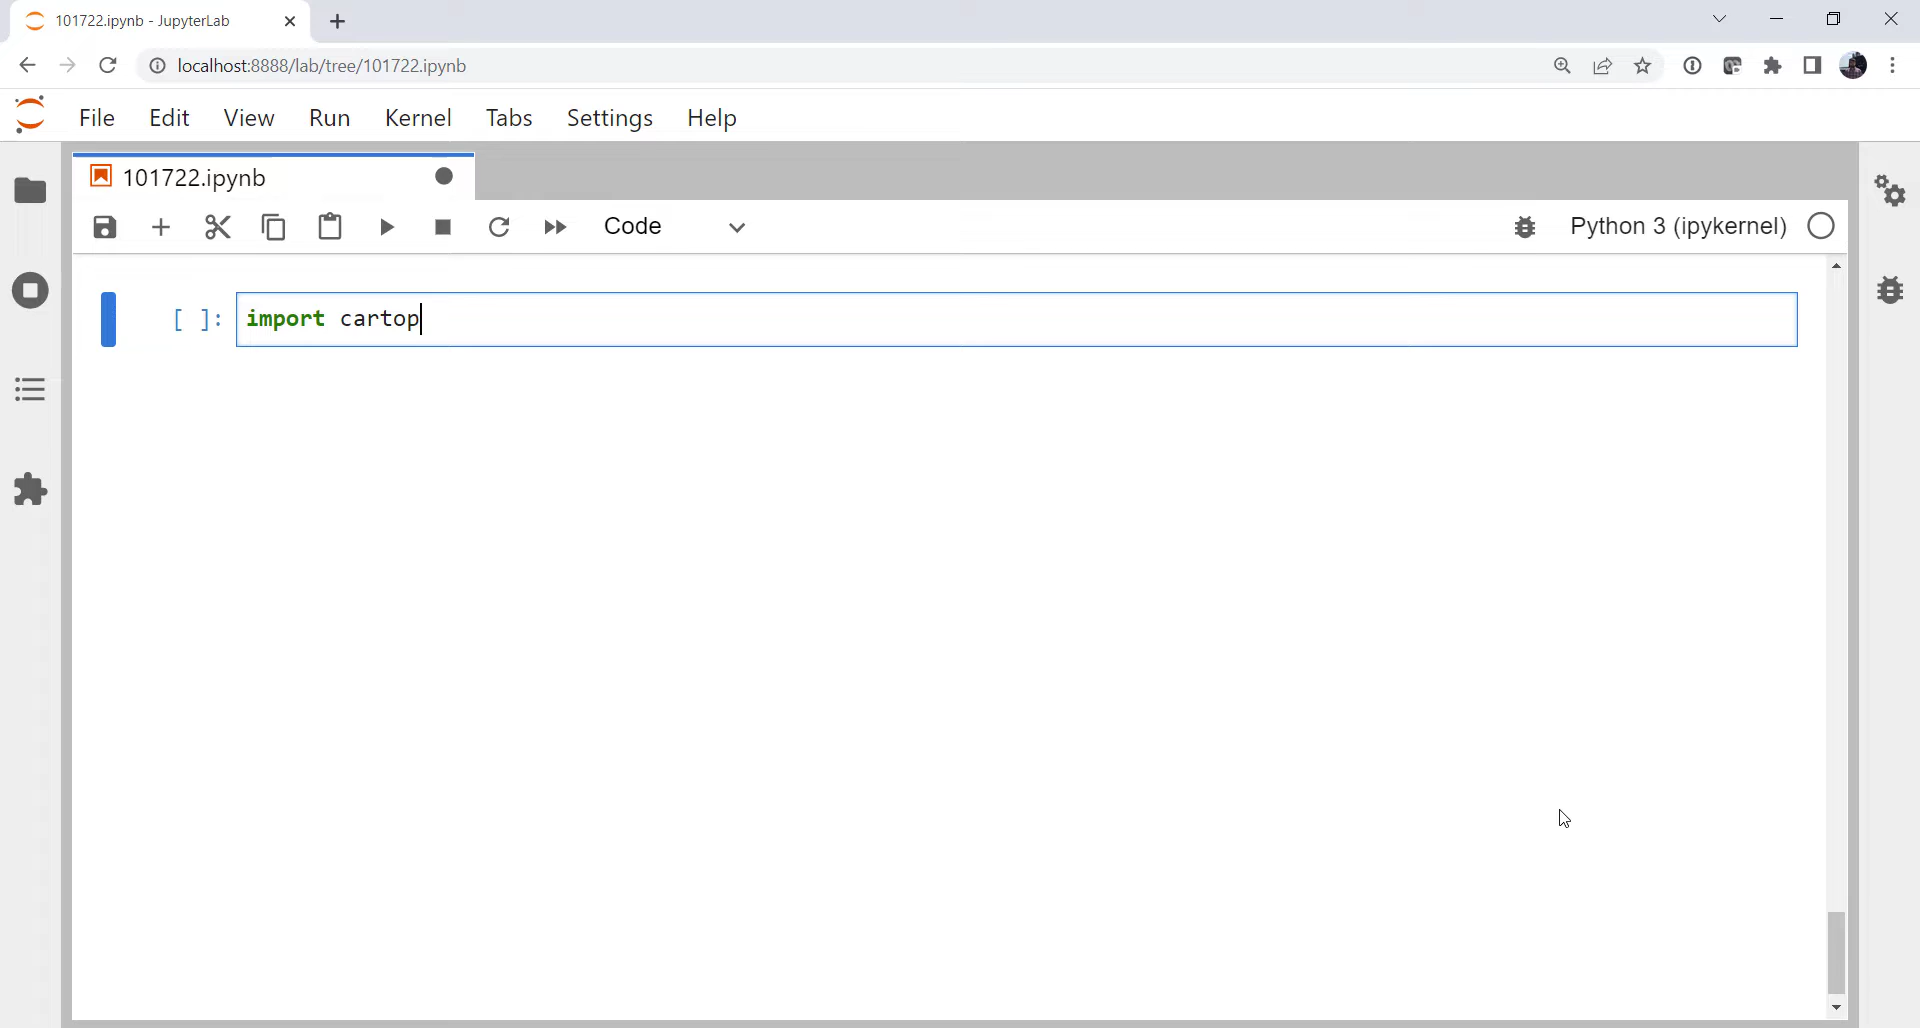 101722.ipynb - JupyterLab
localhost:8888/lab/tree/101722.ipynb
File Edit View Run Kernel Tabs Settings Help
101722.ipynb
Code Python 3 (ipykernel)
[ ]: import cartop